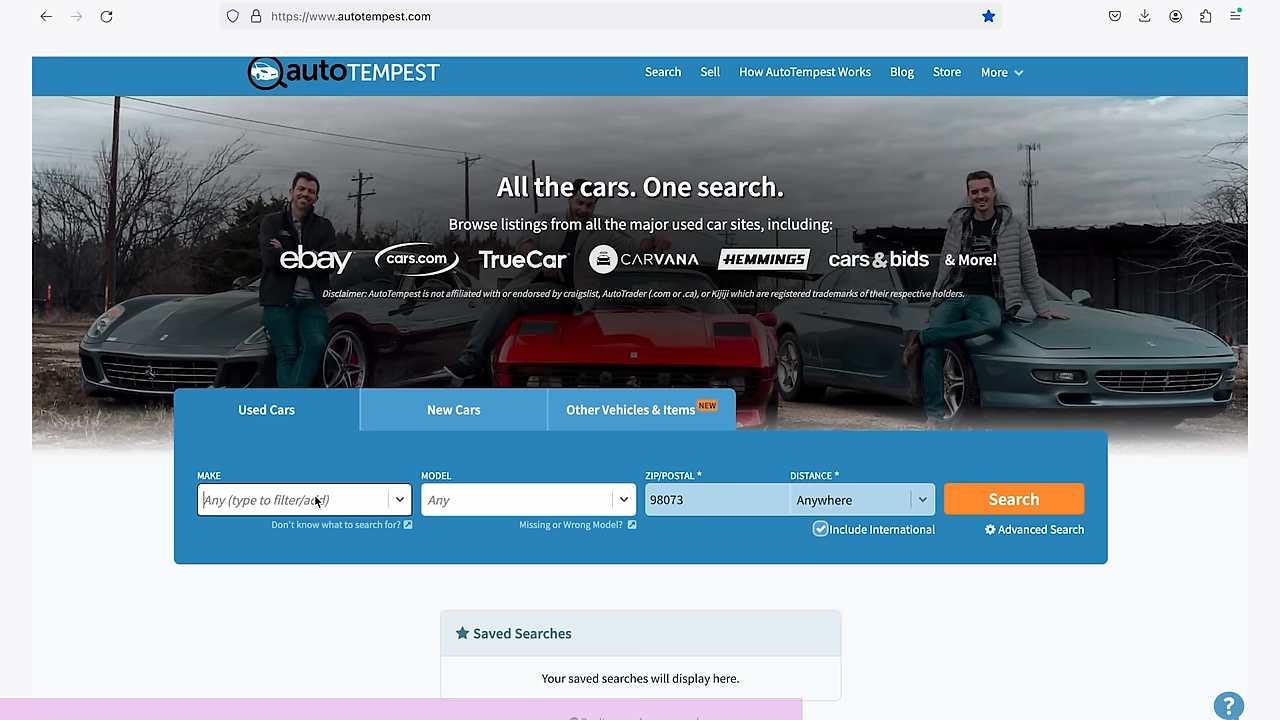 https://www.autotempest.com
autoTEMPEST
Search Sell How AutoTempest Works Blog Store More
All the cars. One search.
Browse listings from all the major used car sites, including:
ebay cars.com TrueCar CARVANA HEMMINGS cars&bids & More!
Disclaimer: AutoTempest is not affiliated with or endorsed by craigslist, AutoTrader (.com or .ca), or Kijiji which are registered trademarks of their respective holders.
Used Cars New Cars Other Vehicles & Items NEW
MAKE MODEL ZIP/POSTAL * DISTANCE *
Any (type to filter/add) Any 98073 Anywhere Search
Don't know what to search for? Missing or Wrong Model? Include International Advanced Search
Saved Searches
Your saved searches will display here.
?